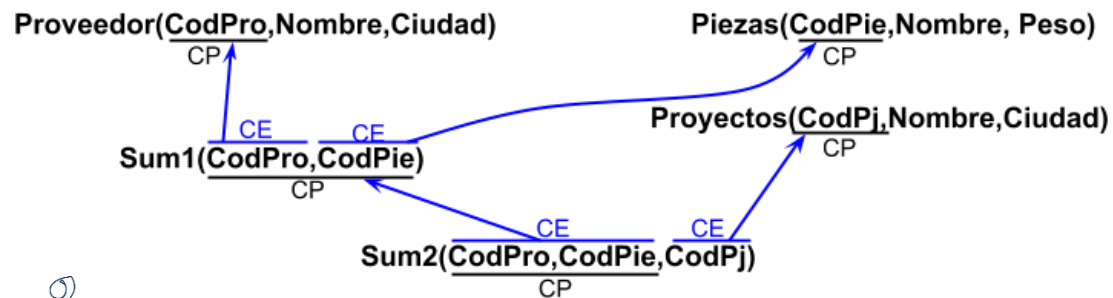 Proveedor(CodPro,Nombre,Ciudad)
CP
Piezas(CodPie,Nombre, Peso)
CP
Proyectos(CodPj,Nombre,Ciudad)
CP
CE CE
Sum1(CodPro,CodPie)
CP
CE CE
Sum2(CodPro,CodPie,CodPj)
CP